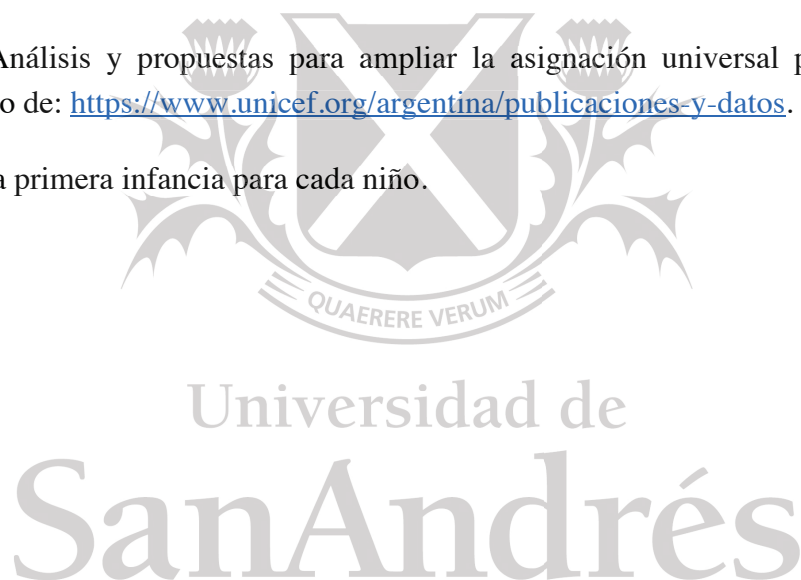 Análisis y propuestas para ampliar la asignación universal p
o de: https://www.unicef.org/argentina/publicaciones-y-datos.
a primera infancia para cada niño.
QUAERERE VERUM
Universidad de
SanAndrés